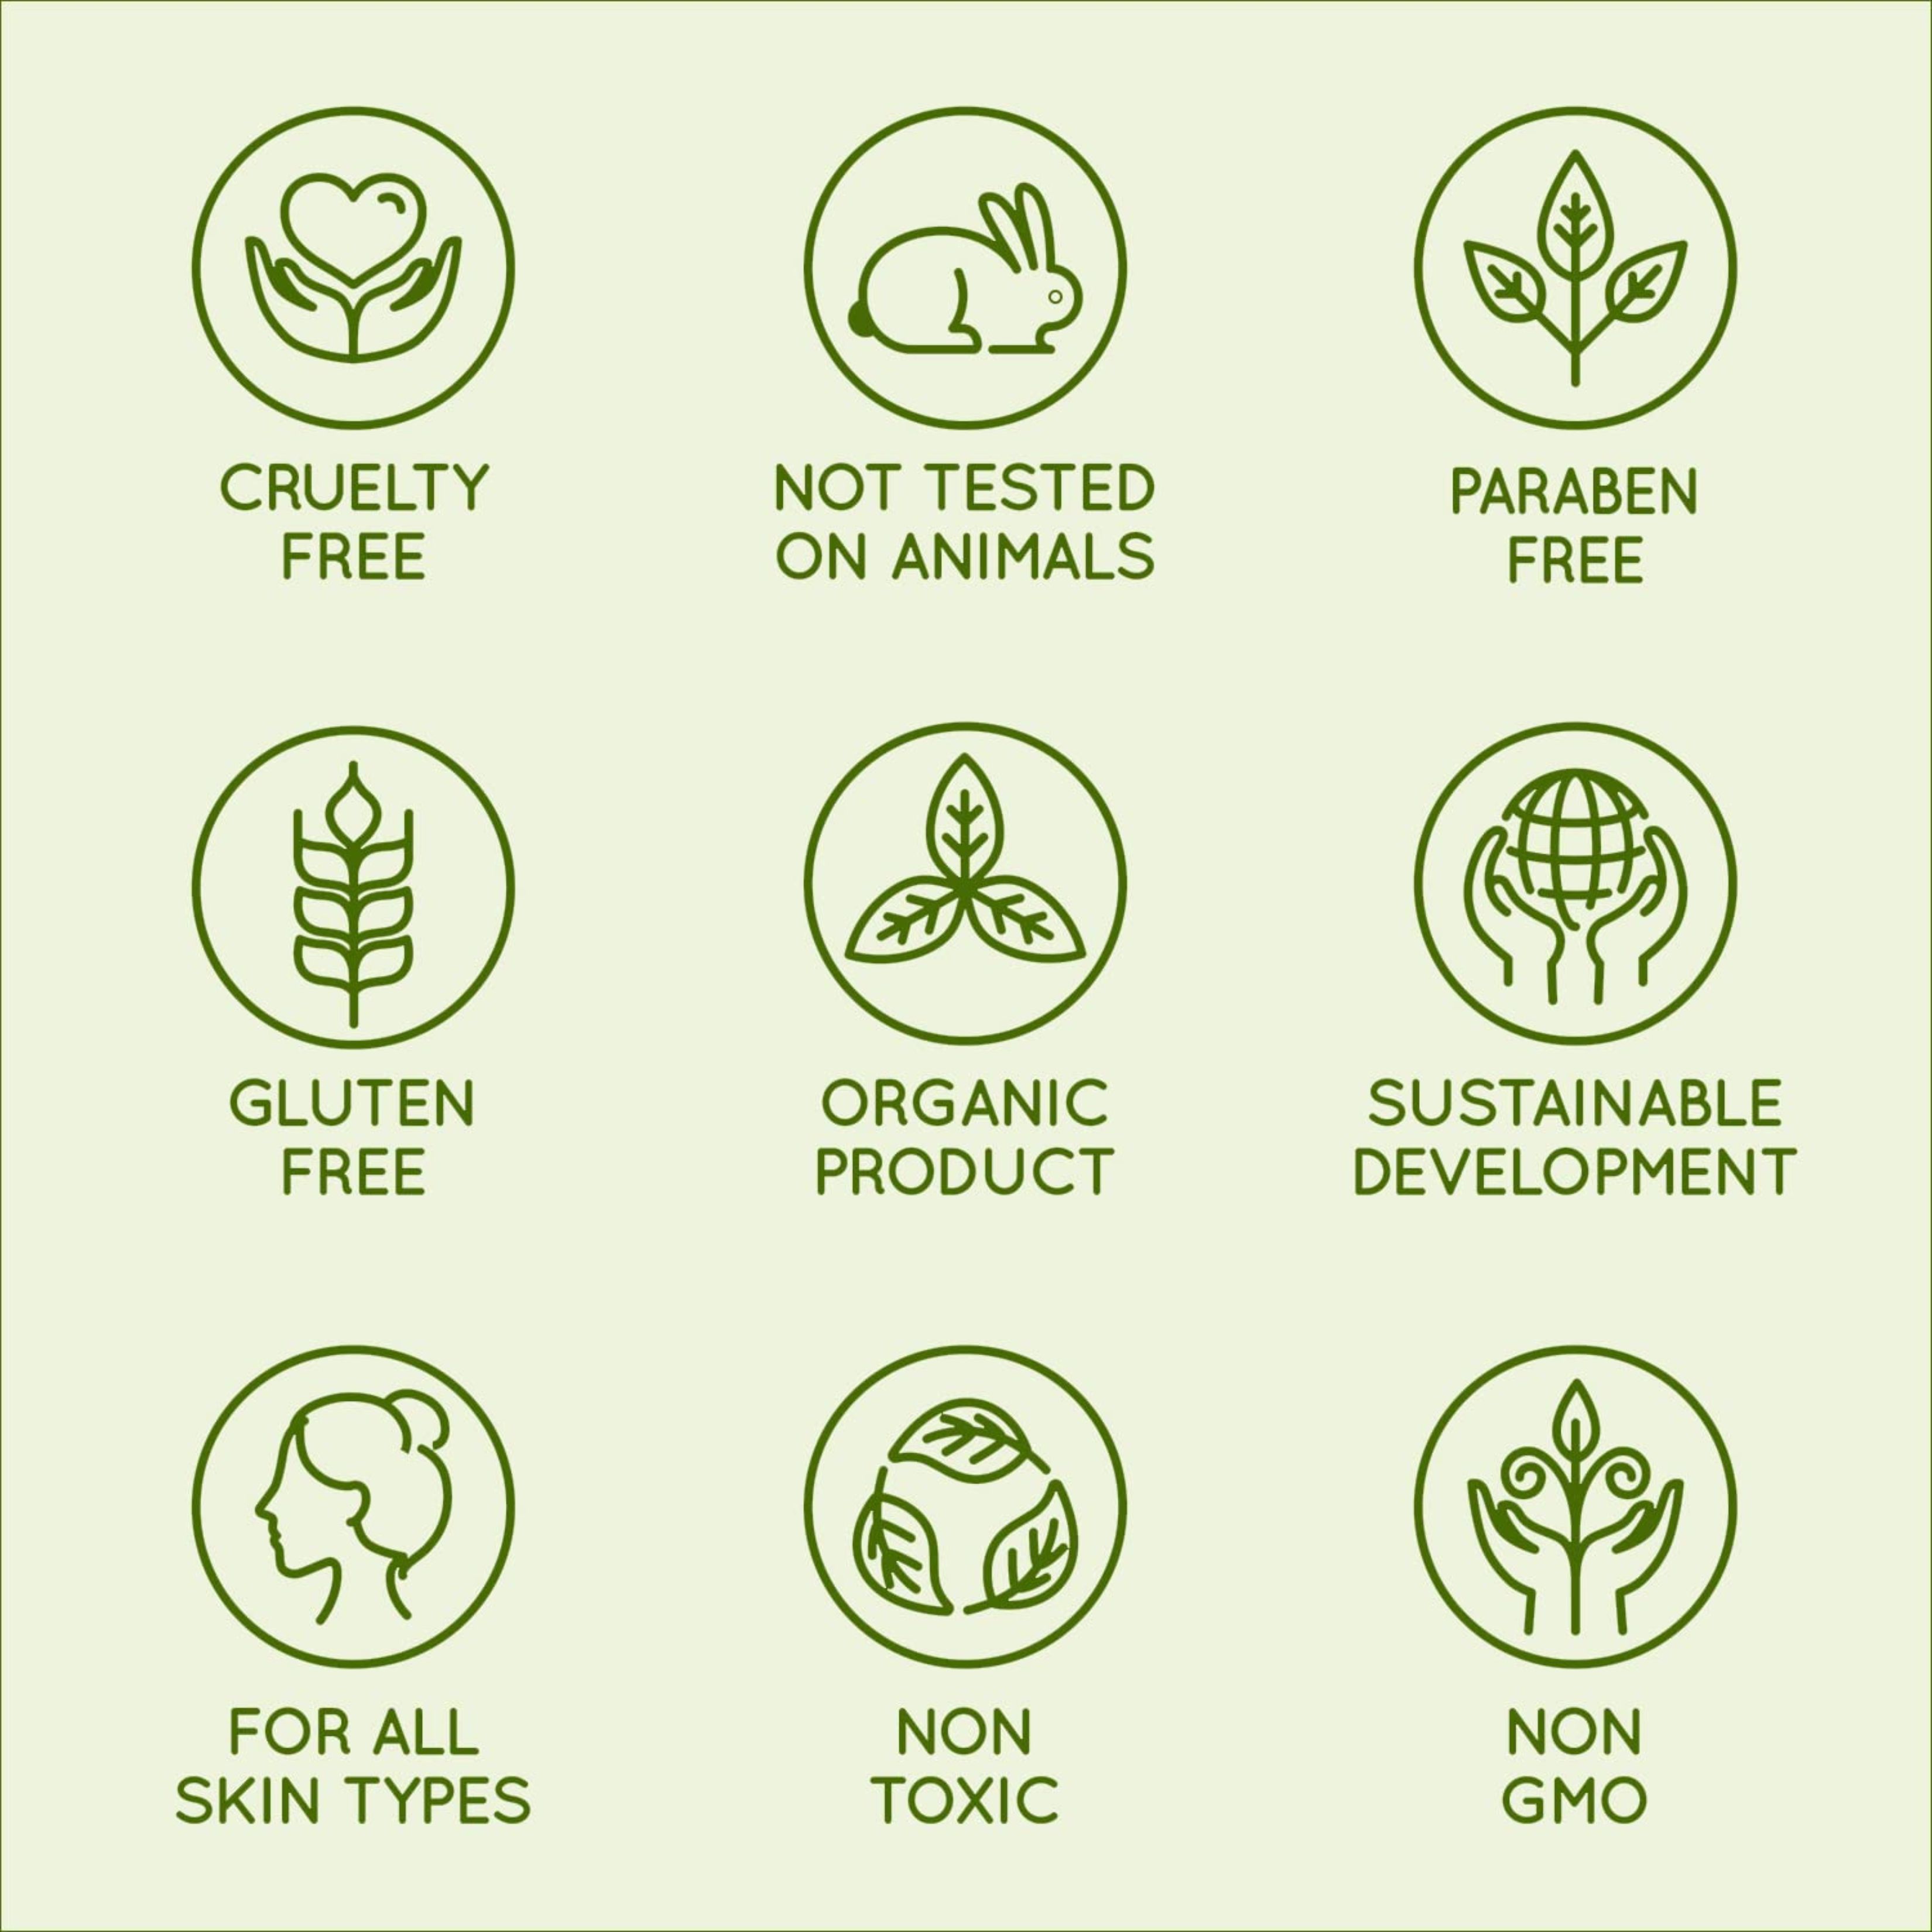 CRUELTY
FREE
NOT TESTED
ON ANIMALS
PARABEN
FREE
GLUTEN
FREE
ORGANIC
PRODUCT
SUSTAINABLE
DEVELOPMENT
FOR ALL
SKIN TYPES
NON
TOXIC
NON
GMO